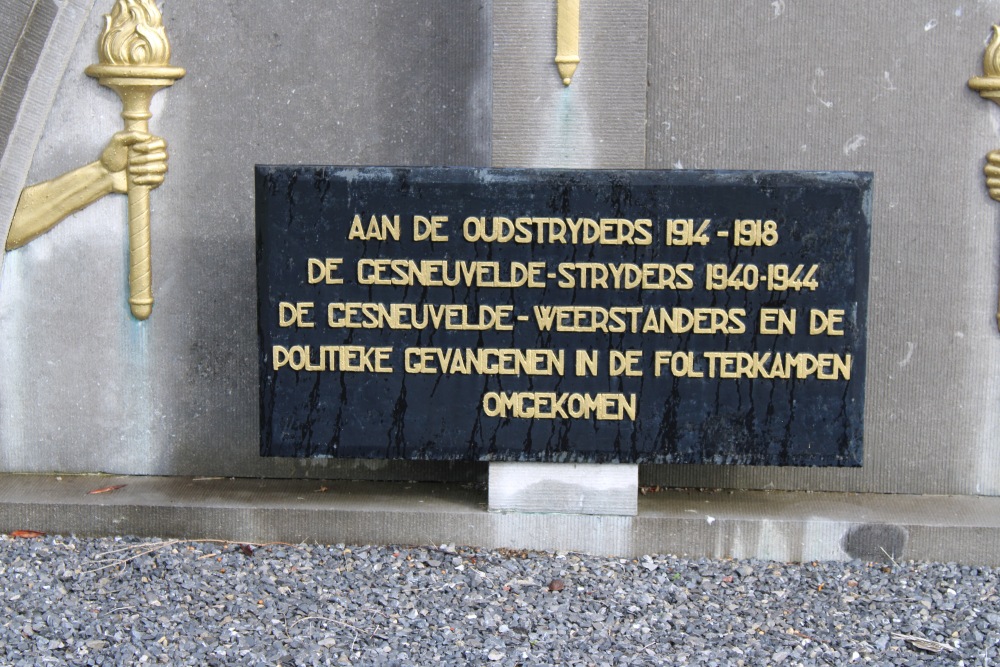 AAN DE OUDSTRYDERS 1914 - 1918
DE GESNEUVELDE-STRYDERS 1940-1944
DE GESNEUVELDE-WEERSTANDERS EN DE
POLITIEKE GEVANGENEN IN DE FOLTERKAMPEN
OMGEKOMEN